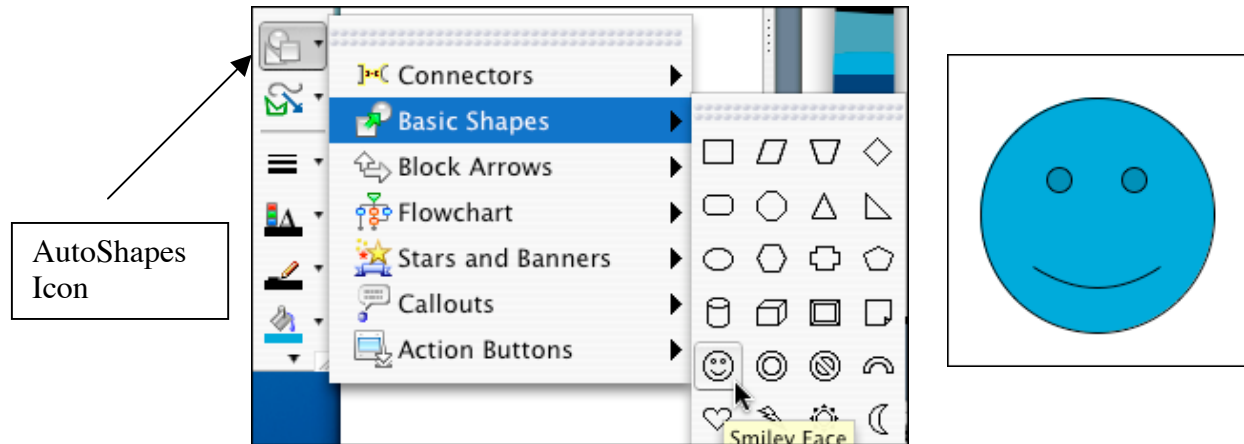 AutoShapes
Icon
Connectors
Basic Shapes
Block Arrows
Flowchart
Stars and Banners
Callouts
Action Buttons
Smiley Face